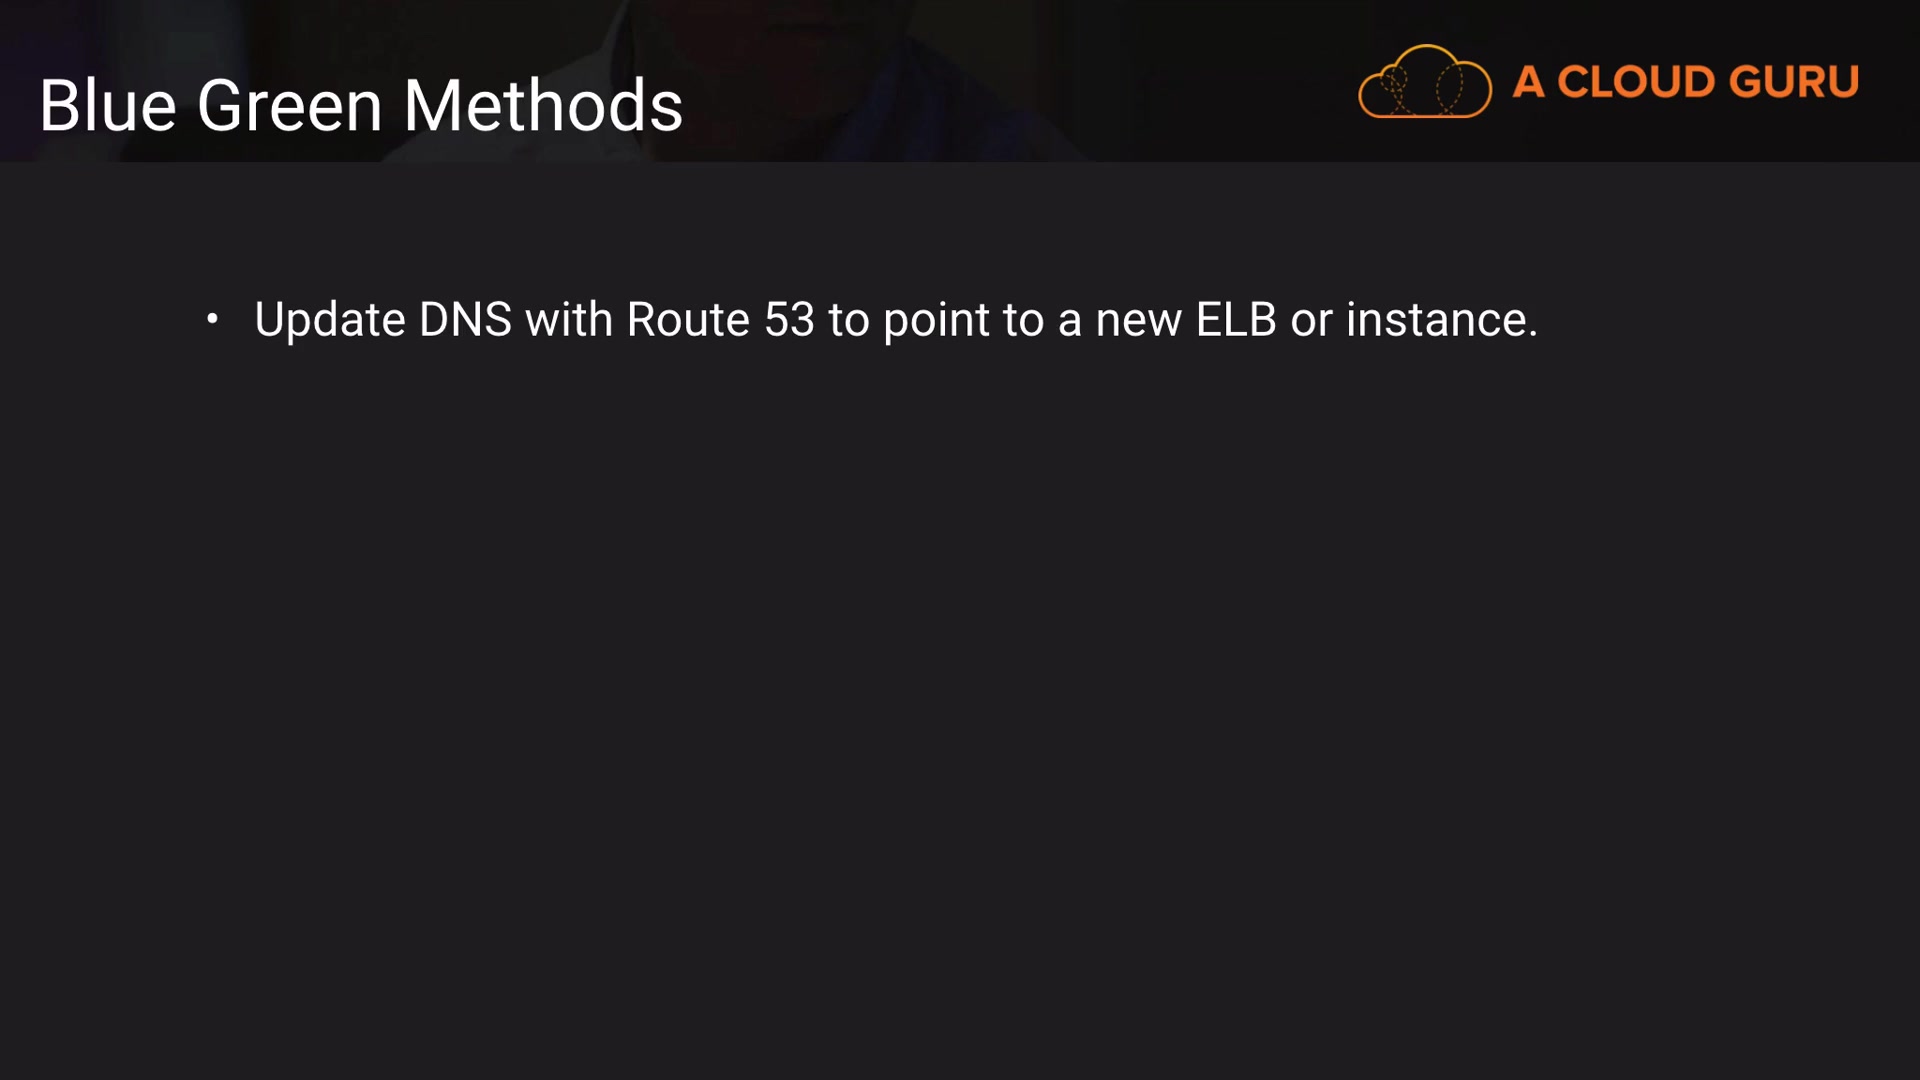 Blue Green Methods
A CLOUD GURU
• Update DNS with Route 53 to point to a new ELB or instance.